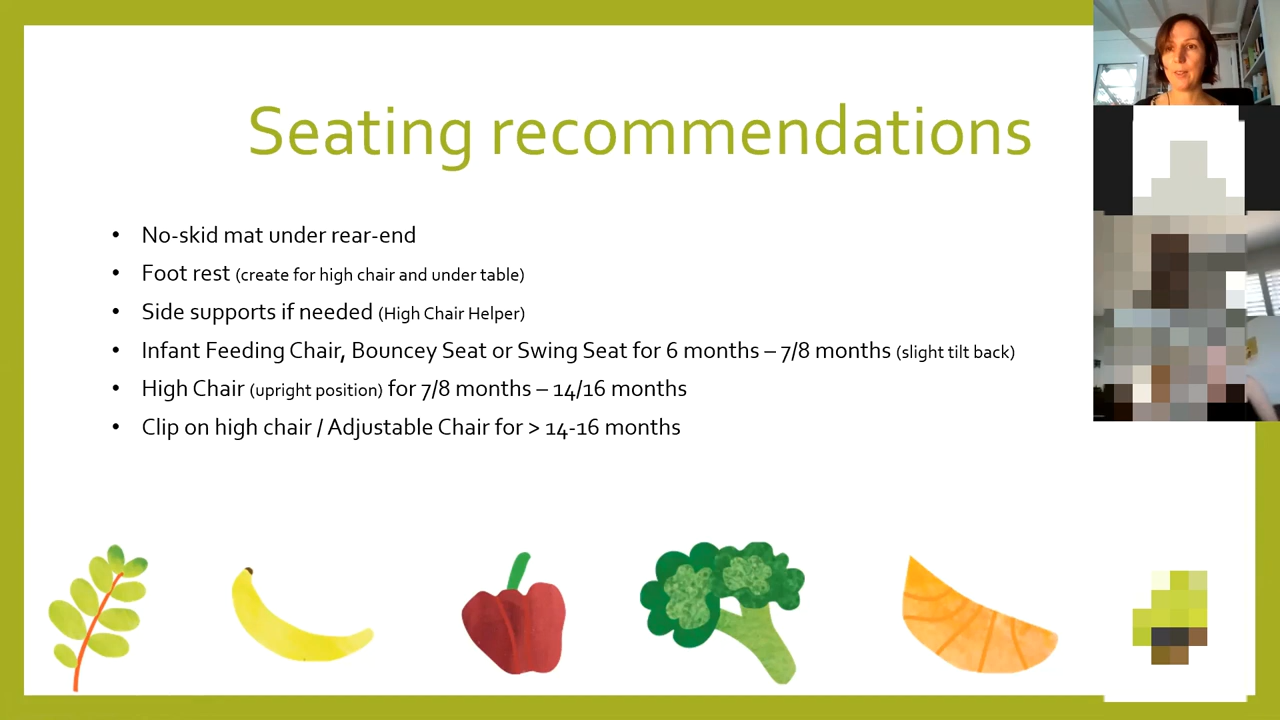 Seating recommendations
• No-skid mat under rear-end
• Foot rest (create for high chair and under table)
• Side supports if needed (High Chair Helper)
• Infant Feeding Chair, Bouncey Seat or Swing Seat for 6 months – 7/8 months (slight tilt back)
• High Chair (upright position) for 7/8 months – 14/16 months
• Clip on high chair / Adjustable Chair for > 14-16 months